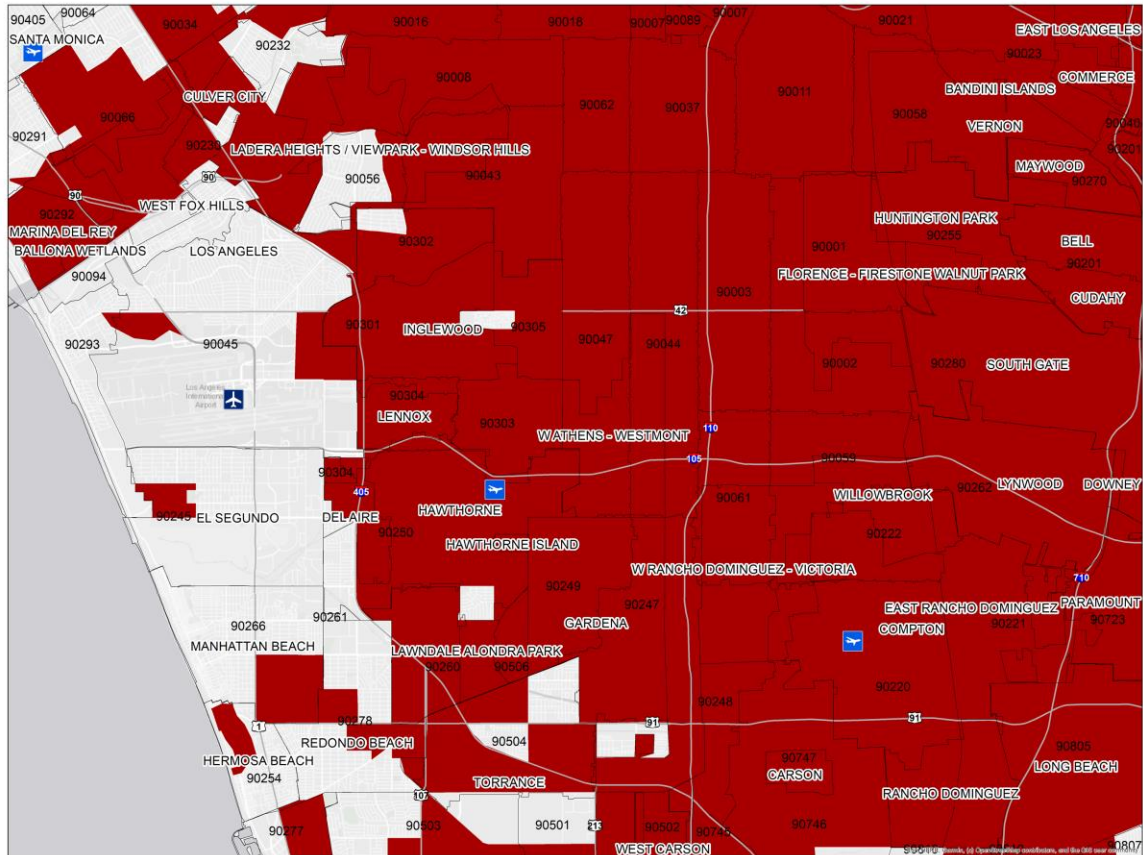 90405
90064
SANTA MONICA
90034
90232
90016
90018
90007
90089
90007
90021
EAST LOS ANGELES
90023
COMMERCE
90008
CULVER CITY
90062
90037
90011
BANDINI ISLANDS
90058
VERNON
90040
90201
90066
90291
90230
LADERA HEIGHTS / VIEWPARK - WINDSOR HILLS
90056
90043
MAYWOOD
90270
90
90
WEST FOX HILLS
90292
MARINA DEL REY
BALLONA WETLANDS
LOS ANGELES
90302
HUNTINGTON PARK
90255
90001
BELL
90201
90094
FLORENCE - FIRESTONE WALNUT PARK
90003
CUDAHY
42
90301
INGLEWOOD
90305
90293
90045
90047
90044
90002
90280
SOUTH GATE
Los Angeles
International
Airport
90304
LENNOX
90303
110
W ATHENS - WESTMONT
105
90059
90304
405
90245
EL SEGUNDO
DEL AIRE
HAWTHORNE
90250
HAWTHORNE ISLAND
90061
WILLOWBROOK
90262
LYNWOOD
DOWNEY
90222
W RANCHO DOMINGUEZ - VICTORIA
710
90249
90247
GARDENA
EAST RANCHO DOMINGUEZ
COMPTON
90221
PARAMOUNT
90723
90266
90261
MANHATTAN BEACH
LAWNDALE ALONDRA PARK
90260
90506
90220
90248
1
90278
91
91
REDONDO BEACH
90504
HERMOSA BEACH
90254
TORRANCE
90747
CARSON
90805
LONG BEACH
RANCHO DOMINGUEZ
107
90277
90503
90501
213
90502
90745
90746
WEST CARSON
90810
90807